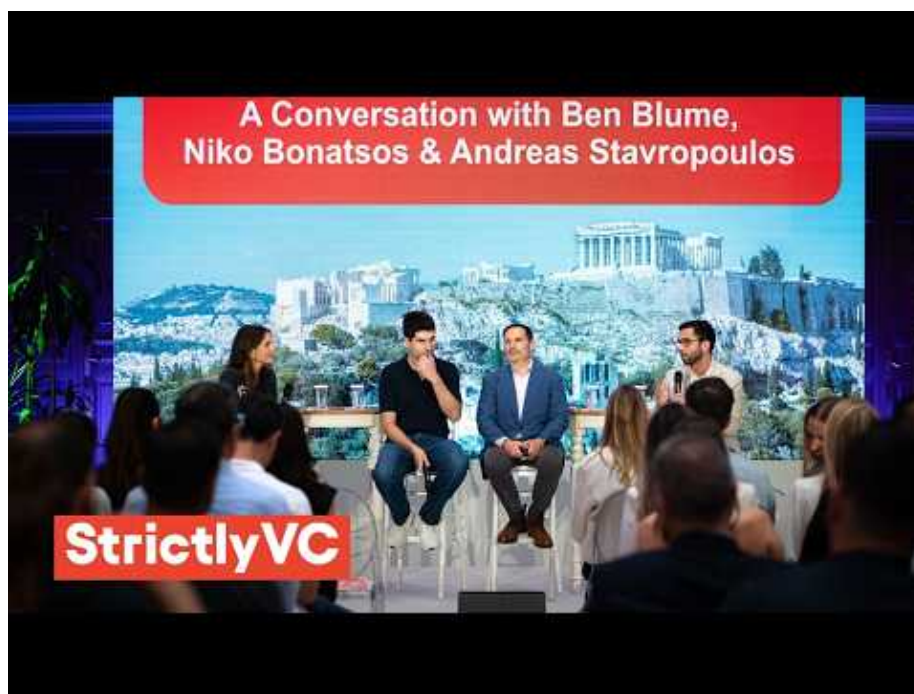 A Conversation with Ben Blume,
Niko Bonatsos & Andreas Stavropoulos
StrictlyVC